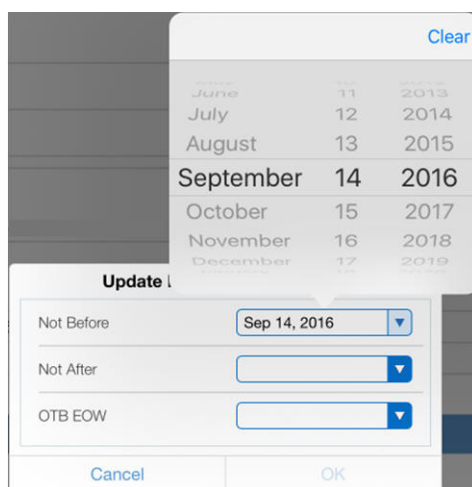 Clear
June 11 2013
July 12 2014
August 13 2015
September 14 2016
October 15 2017
November 16 2018
December 17 2019
Update
Not Before Sep 14, 2016
Not After
OTB EOW
Cancel OK